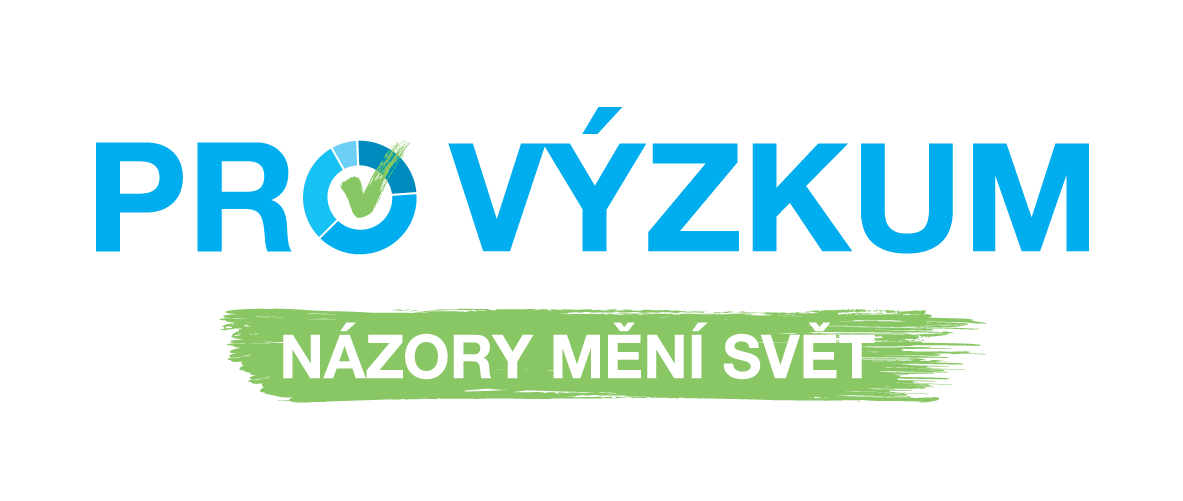 PRO VÝZKUM
NÁZORY MĚNÍ SVĚT